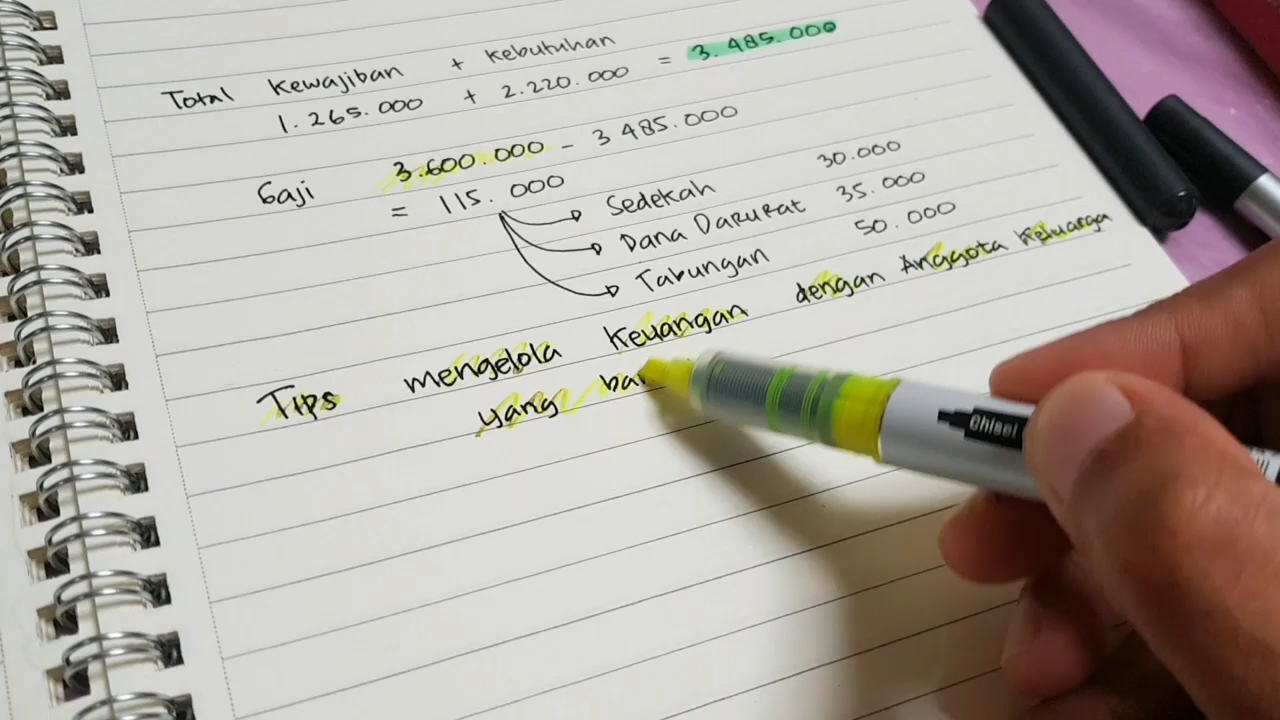 Total Kewajiban + Kebutuhan
1.265.000 + 2.220.000 = 3.485.000
Gaji 3.600.000 - 3 485.000
= 115.000
Sedekah 30.000
Dana Darurat 35.000
Tabungan 50.000
Tips mengelola Keuangan dengan Anggota Keluarga
yang
Chisel